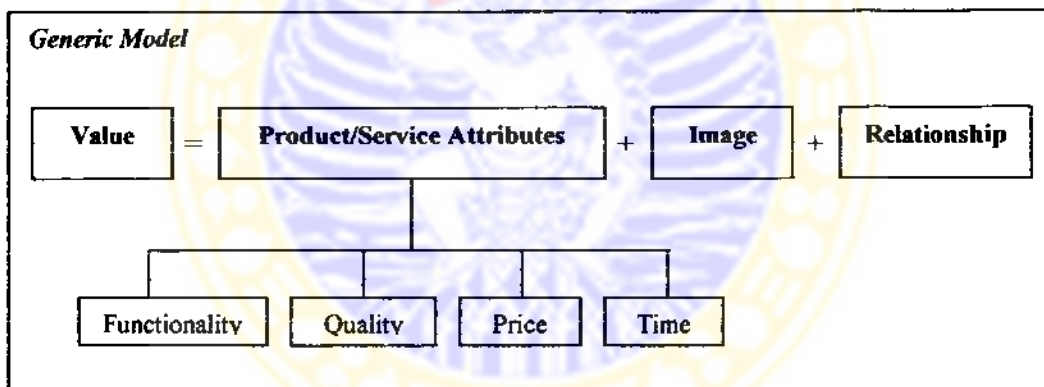 Generic Model
Value = Product/Service Attributes + Image + Relationship
Functionality Quality Price Time